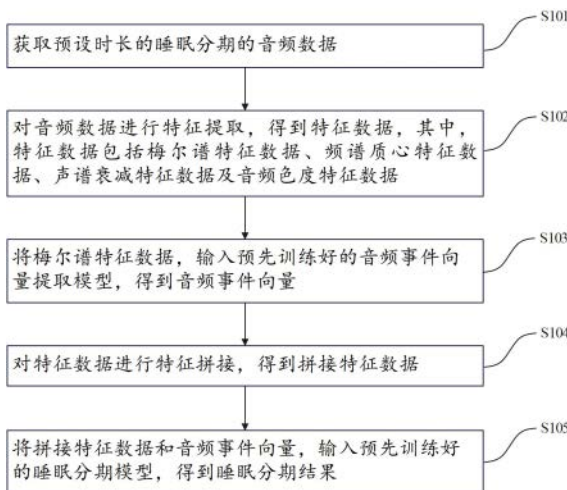 S101
获取预设时长的睡眠分期的音频数据
S102
对音频数据进行特征提取，得到特征数据，其中，
特征数据包括梅尔谱特征数据、频谱质心特征数
据、声谱衰减特征数据及音频色度特征数据
S103
将梅尔谱特征数据，输入预先训练好的音频事件向
量提取模型，得到音频事件向量
S104
对特征数据进行特征拼接，得到拼接特征数据
S105
将拼接特征数据和音频事件向量，输入预先训练好
的睡眠分期模型，得到睡眠分期结果